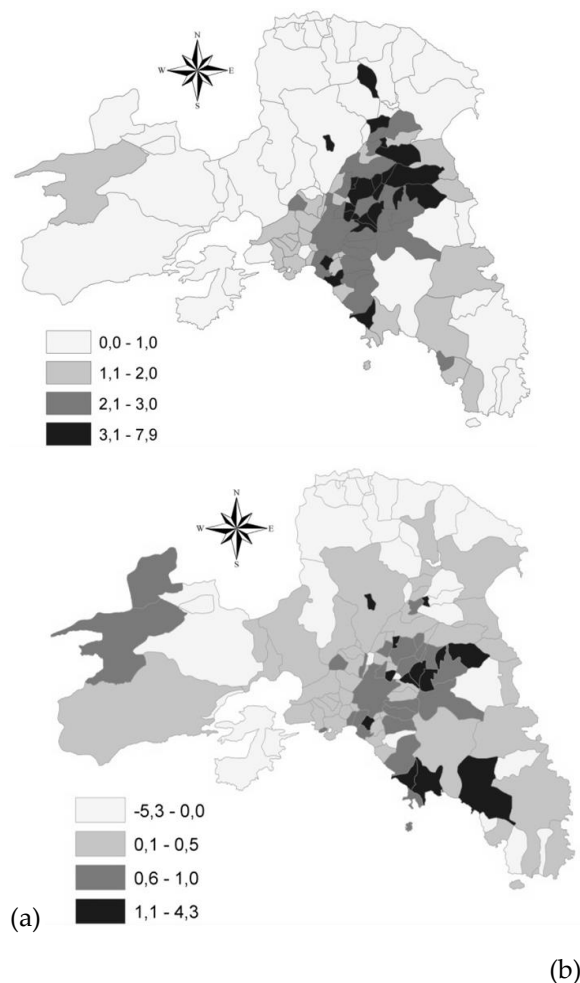 N
W E
S
0,0 - 1,0
1,1 - 2,0
2,1 - 3,0
3,1 - 7,9
N
W E
S
-5,3 - 0,0
0,1 - 0,5
0,6 - 1,0
1,1 - 4,3
(a)
(b)